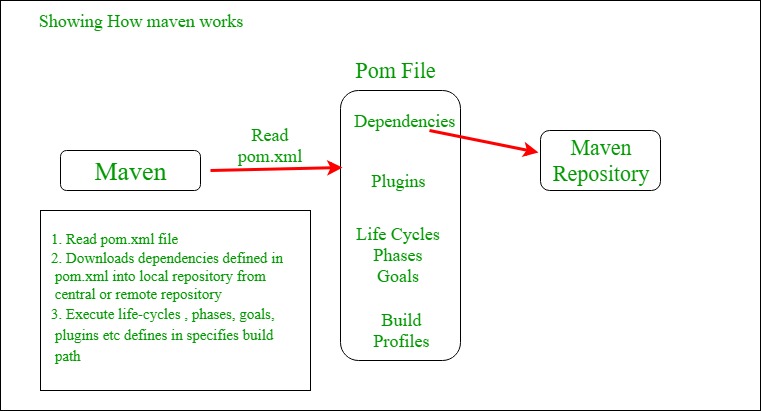 Showing How maven works
Pom File
Dependencies
Read
pom.xml
Maven
Maven
Repository
Plugins
Life Cycles
Phases
Goals
Build
Profiles
1. Read pom.xml file
2. Downloads dependencies defined in
pom.xml into local repository from
central or remote repository
3. Execute life-cycles , phases, goals,
plugins etc defines in specifies build
path